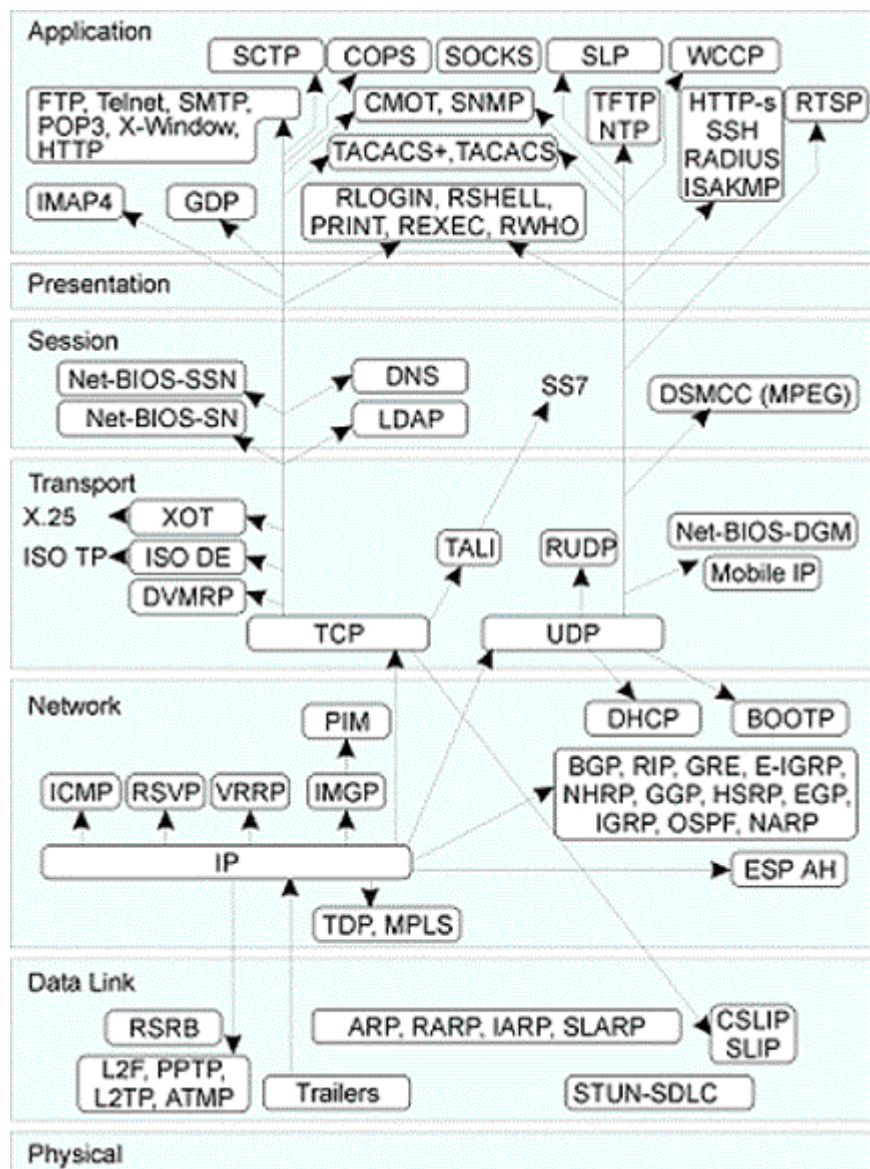 Application
SCTP
COPS
SOCKS
SLP
WCCP
FTP, Telnet, SMTP,
POP3, X-Window,
HTTP
CMOT, SNMP
TFTP
NTP
HTTP-s
SSH
RADIUS
ISAKMP
RTSP
TACACS+,TACACS
IMAP4
GDP
RLOGIN, RSHELL,
PRINT, REXEC, RWHO
Presentation
Session
Net-BIOS-SSN
DNS
SS7
DSMCC (MPEG)
Net-BIOS-SN
LDAP
Transport
X.25
XOT
ISO TP
ISO DE
TALI
RUDP
Net-BIOS-DGM
Mobile IP
DVMRP
TCP
UDP
Network
PIM
DHCP
BOOTP
ICMP
RSVP
VRRP
IMGP
BGP, RIP, GRE, E-IGRP,
NHRP, GGP, HSRP, EGP,
IGRP, OSPF, NARP
IP
ESP AH
TDP, MPLS
Data Link
RSRB
ARP, RARP, IARP, SLARP
CSLIP
SLIP
L2F, PPTP,
L2TP, ATMP
Trailers
STUN-SDLC
Physical